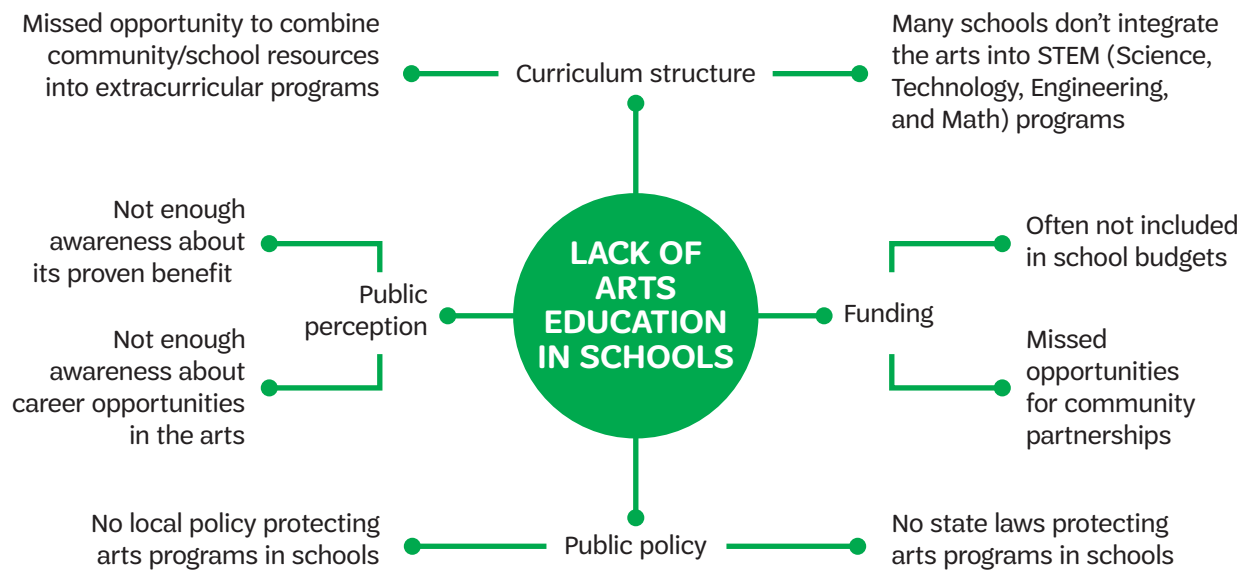 Missed opportunity to combine
community/school resources
into extracurricular programs
Curriculum structure
Many schools don’t integrate
the arts into STEM (Science,
Technology, Engineering,
and Math) programs
Not enough
awareness about
its proven benefit
Public
perception
Not enough
awareness about
career opportunities
in the arts
LACK OF
ARTS
EDUCATION
IN SCHOOLS
Funding
Often not included
in school budgets
Missed
opportunities
for community
partnerships
No local policy protecting
arts programs in schools
Public policy
No state laws protecting
arts programs in schools